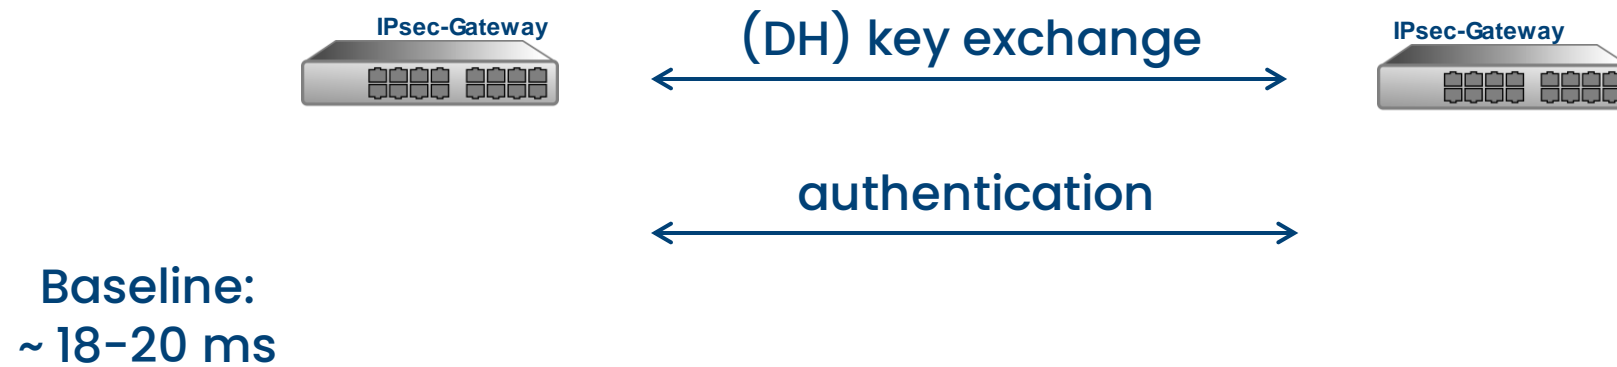 IPsec-Gateway
(DH) key exchange
IPsec-Gateway
authentication
Baseline:
~ 18-20 ms